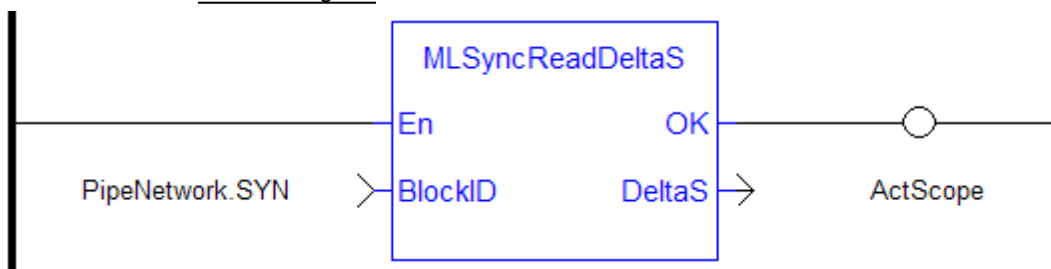 MLSyncReadDeltaS
En OK
PipeNetwork.SYN BlockID DeltaS ActScope